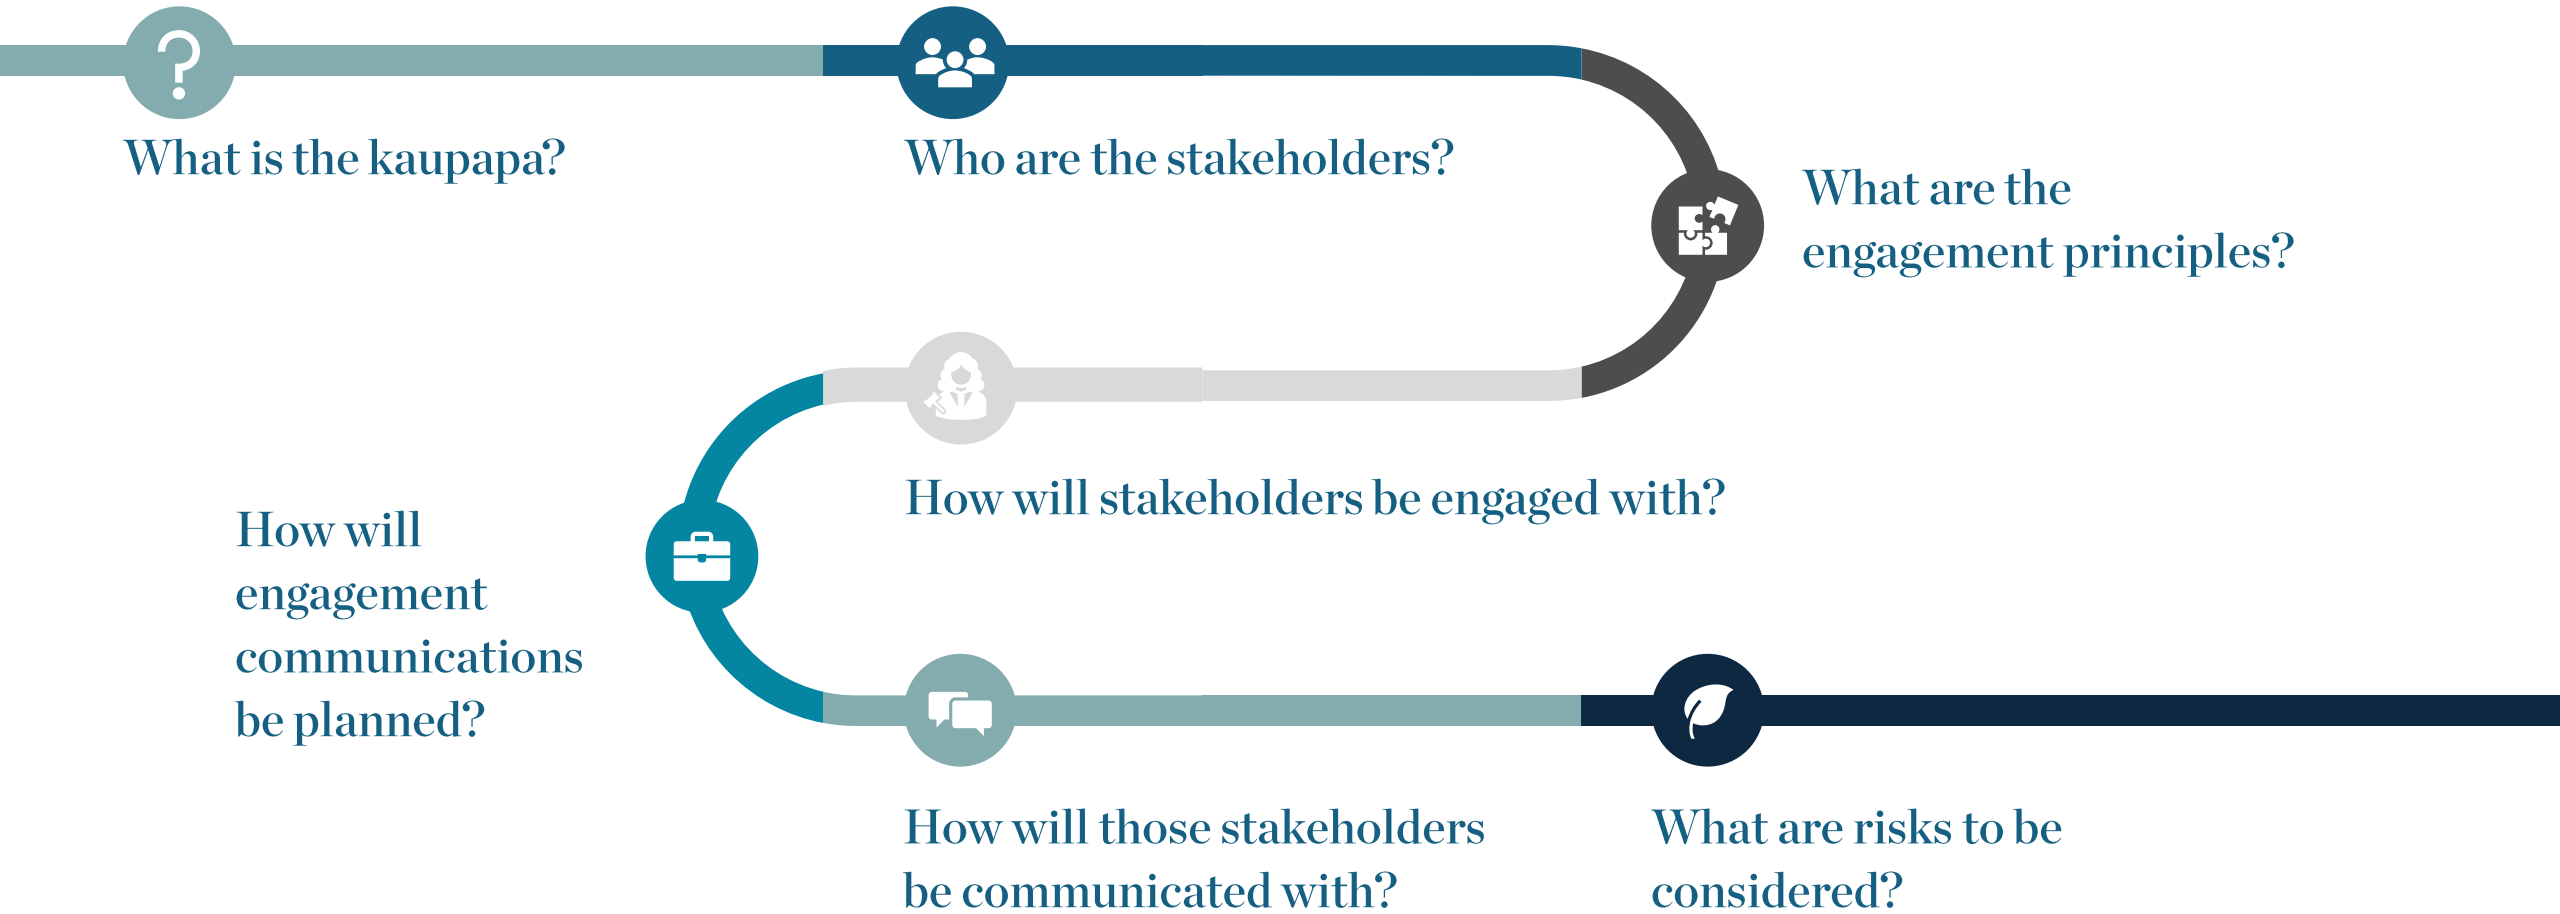 What is the kaupapa?
Who are the stakeholders?
What are the
engagement principles?
How will stakeholders be engaged with?
How will
engagement
communications
be planned?
How will those stakeholders
be communicated with?
What are risks to be
considered?